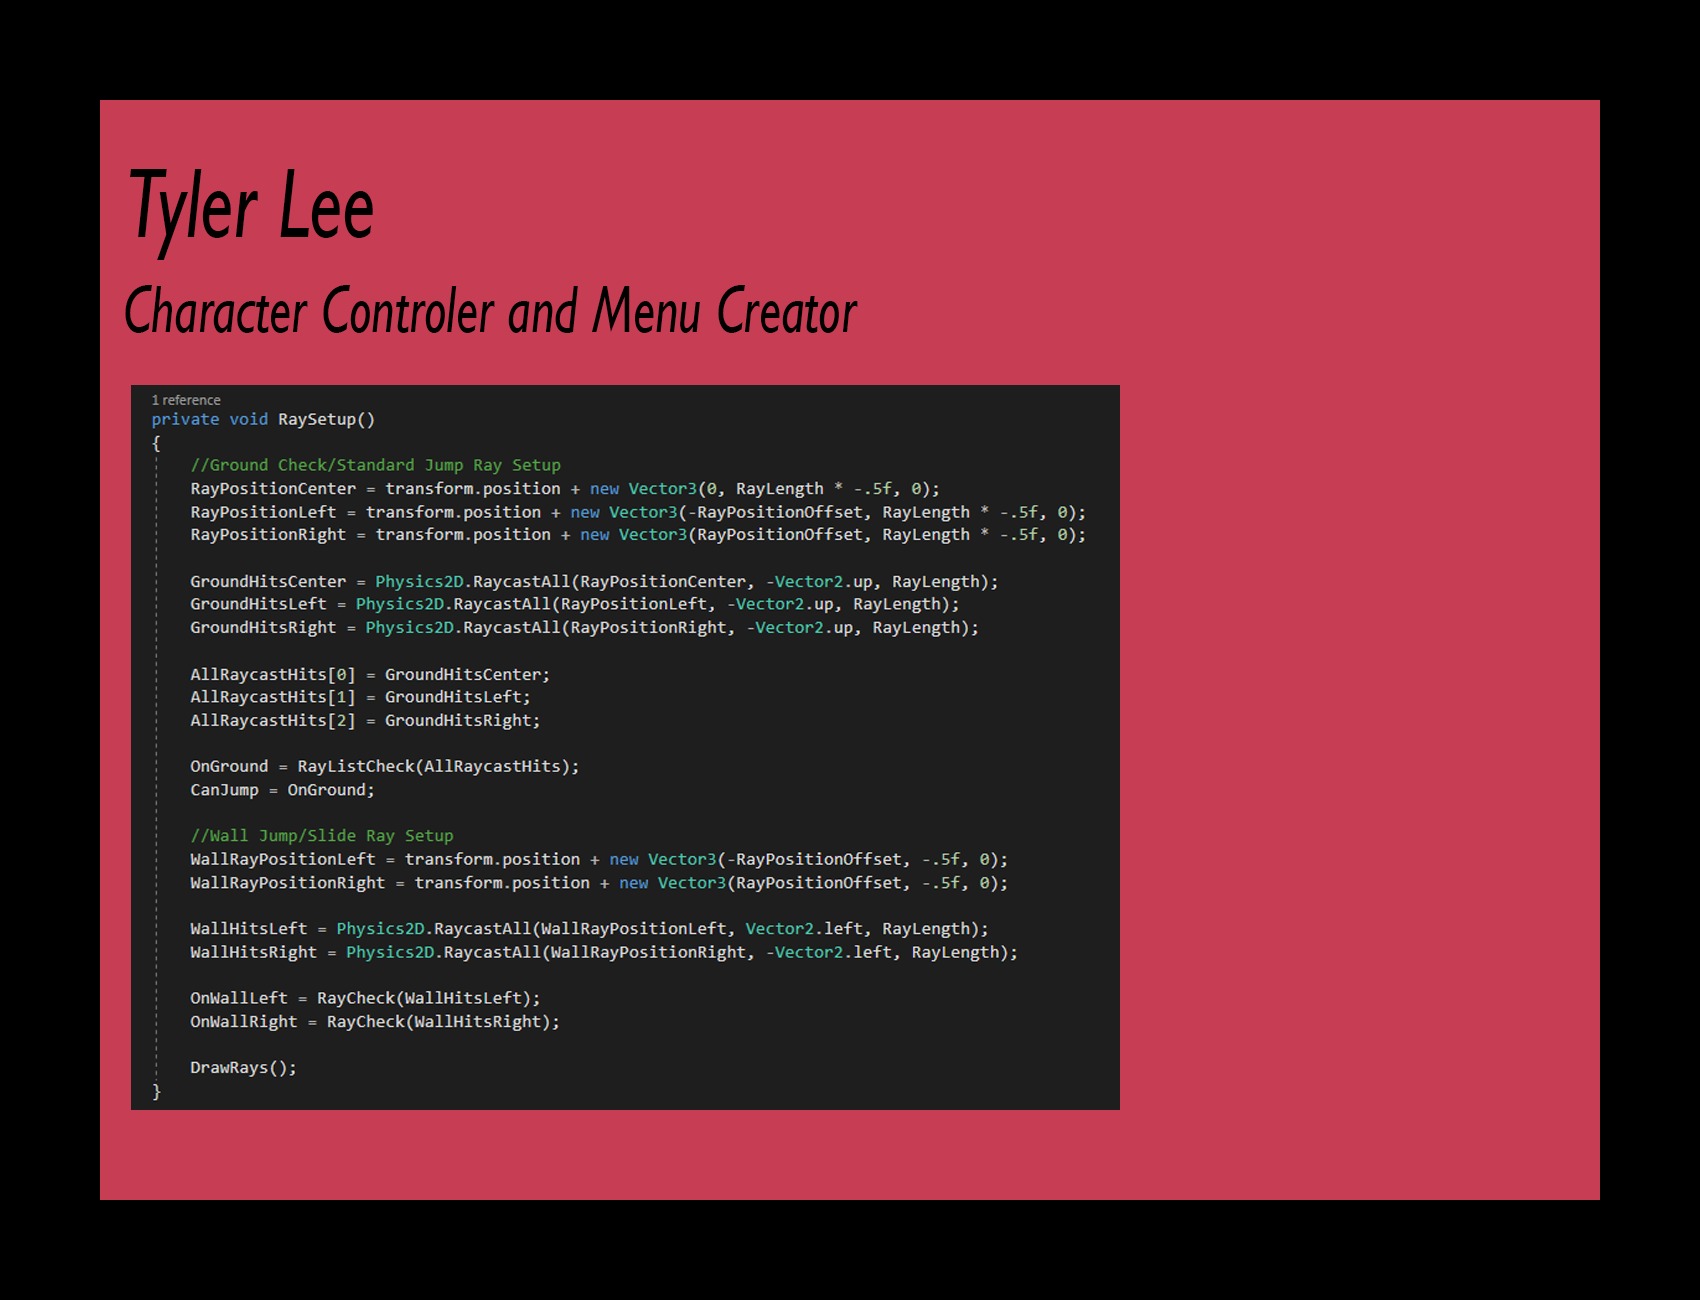 Tyler Lee
Character Controler and Menu Creator
1 reference
private void RaySetup()
{
//Ground Check/Standard Jump Ray Setup
RayPositionCenter = transform.position + new Vector3(0, RayLength * -.5f, 0);
RayPositionLeft = transform.position + new Vector3(-RayPositionOffset, RayLength * -.5f, 0);
RayPositionRight = transform.position + new Vector3(RayPositionOffset, RayLength * -.5f, 0);
GroundHitsCenter = Physics2D.RaycastAll(RayPositionCenter, -Vector2.up, RayLength);
GroundHitsLeft = Physics2D.RaycastAll(RayPositionLeft, -Vector2.up, RayLength);
GroundHitsRight = Physics2D.RaycastAll(RayPositionRight, -Vector2.up, RayLength);
AllRaycastHits[0] = GroundHitsCenter;
AllRaycastHits[1] = GroundHitsLeft;
AllRaycastHits[2] = GroundHitsRight;
OnGround = RayListCheck(AllRaycastHits);
CanJump = OnGround;
//Wall Jump/Slide Ray Setup
WallRayPositionLeft = transform.position + new Vector3(-RayPositionOffset, -.5f, 0);
WallRayPositionRight = transform.position + new Vector3(RayPositionOffset, -.5f, 0);
WallHitsLeft = Physics2D.RaycastAll(WallRayPositionLeft, Vector2.left, RayLength);
WallHitsRight = Physics2D.RaycastAll(WallRayPositionRight, -Vector2.left, RayLength);
OnWallLeft = RayCheck(WallHitsLeft);
OnWallRight = RayCheck(WallHitsRight);
DrawRays();
}